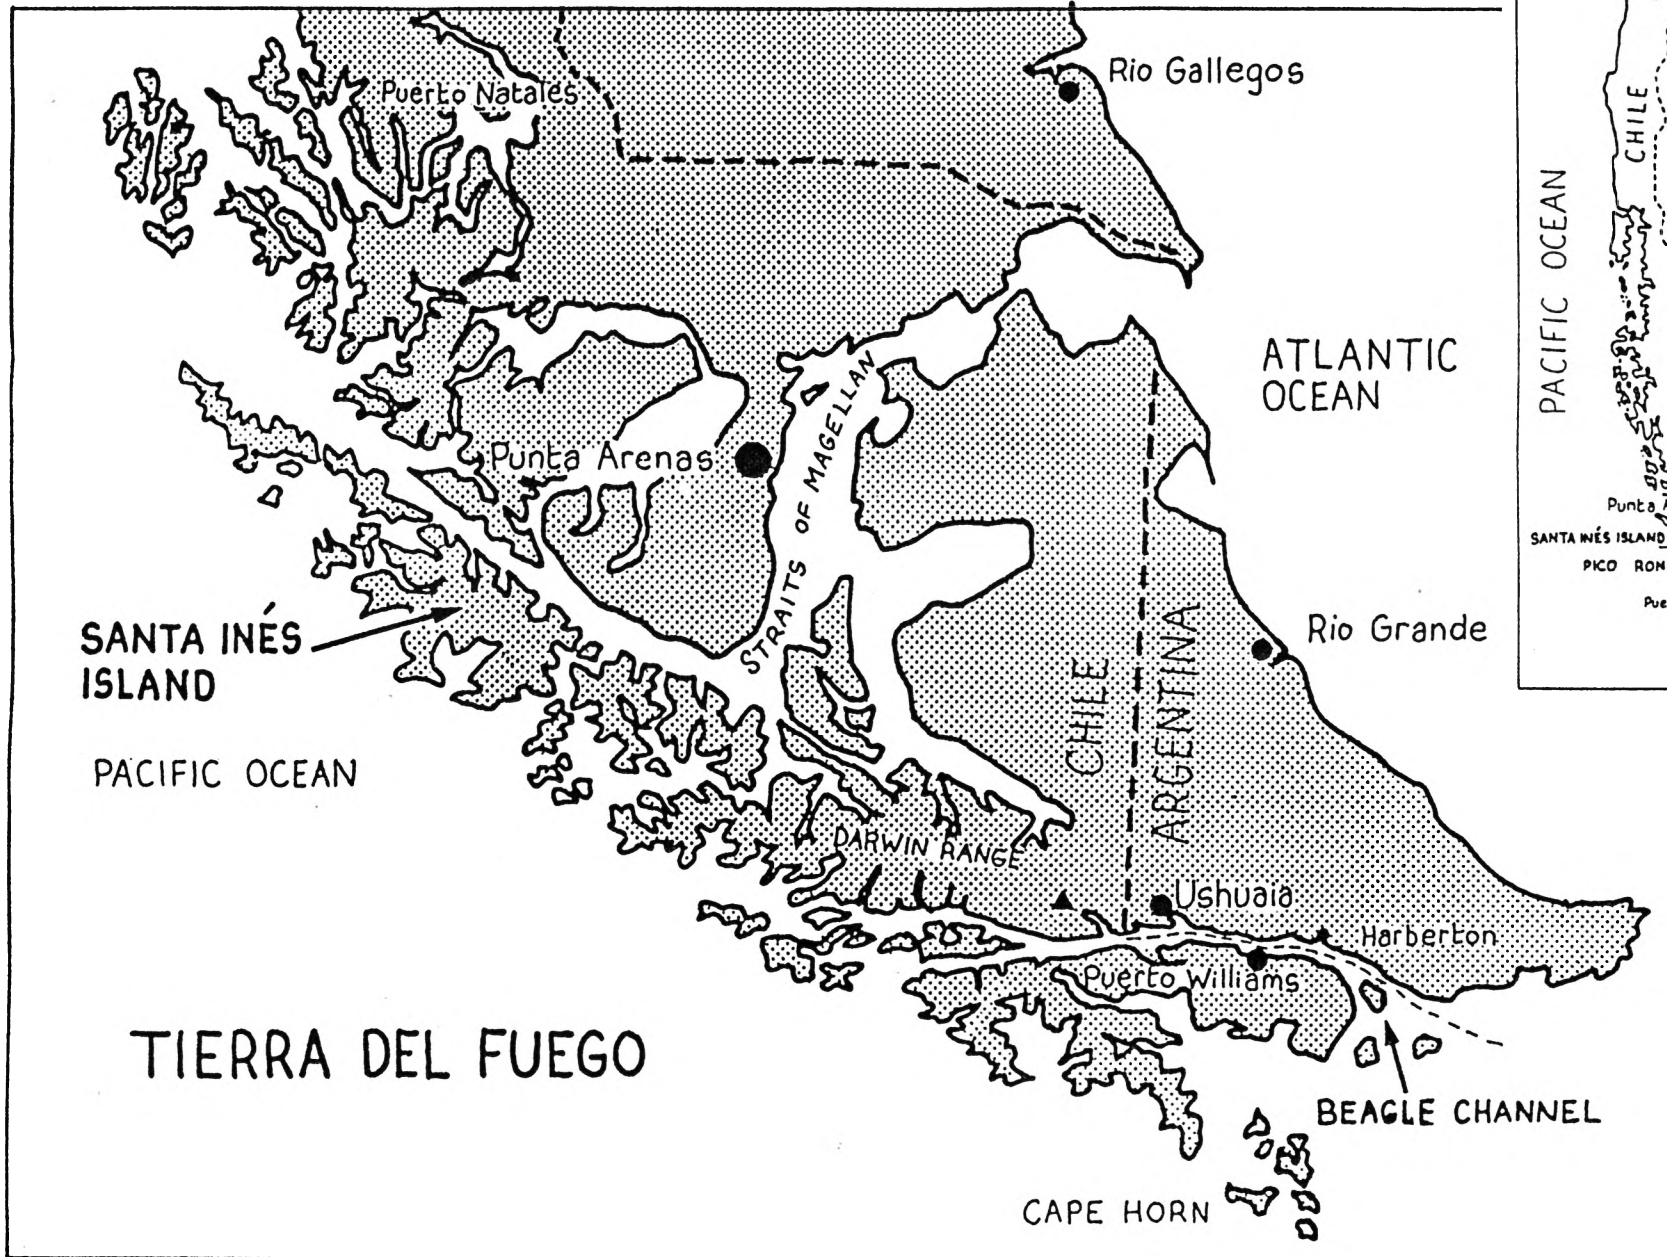 Puerto Natales
Rio Gallegos
ATLANTIC
OCEAN
STRAITS OF MAGELLAN
Punta Arenas
SANTA INÉS
ISLAND
PACIFIC OCEAN
Rio Grande
CHILE
ARGENTINA
DARWIN RANGE
Ushuaia
Harberton
Puerto Williams
TIERRA DEL FUEGO
BEAGLE CHANNEL
CAPE HORN
CHILE
PACIFIC OCEAN
Punta
SANTA INÉS ISLAND
PICO RON
Pue